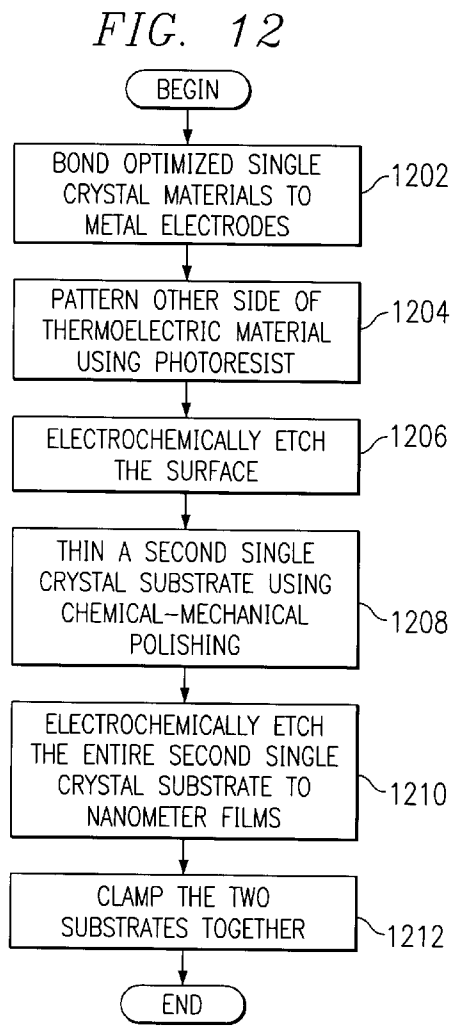 FIG. 12
BEGIN
BOND OPTIMIZED SINGLE
CRYSTAL MATERIALS TO
METAL ELECTRODES
1202
PATTERN OTHER SIDE OF
THERMOELECTRIC MATERIAL
USING PHOTORESIST
1204
ELECTROCHEMICALLY ETCH
THE SURFACE
1206
THIN A SECOND SINGLE
CRYSTAL SUBSTRATE USING
CHEMICAL-MECHANICAL
POLISHING
1208
ELECTROCHEMICALLY ETCH
THE ENTIRE SECOND SINGLE
CRYSTAL SUBSTRATE TO
NANOMETER FILMS
1210
CLAMP THE TWO
SUBSTRATES TOGETHER
1212
END